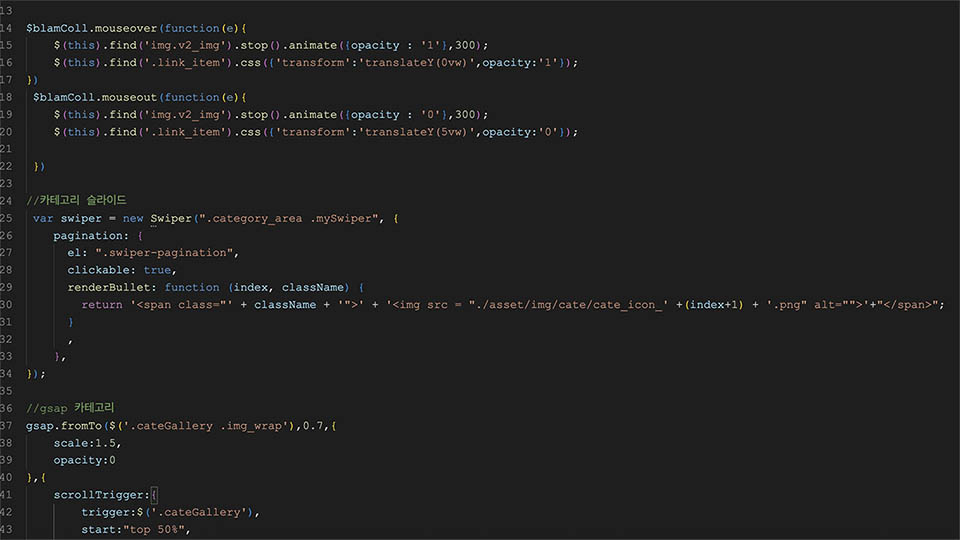 13
14 $blamColl.mouseover(function(e){
15     $(this).find('img.v2_img').stop().animate({opacity : '1'},300);
16     $(this).find('.link_item').css({'transform':'translateY(0vw)',opacity:'1'});
17 })
18  $blamColl.mouseout(function(e){
19     $(this).find('img.v2_img').stop().animate({opacity : '0'},300);
20     $(this).find('.link_item').css({'transform':'translateY(5vw)',opacity:'0'});
21
22  })
23
24 //카테고리 슬라이드
25  var swiper = new Swiper(".category_area .mySwiper", {
26     pagination: {
27       el: ".swiper-pagination",
28       clickable: true,
29       renderBullet: function (index, className) {
30         return '<span class="' + className + '">' + '<img src = "./asset/img/cate/cate_icon_' +(index+1) + '.png" alt="">'+"</span>";
31       }
32       ,
33     },
34 });
35
36 //gsap 카테고리
37 gsap.fromTo($('.cateGallery .img_wrap'),0.7,{
38     scale:1.5,
39     opacity:0
40 },{
41     scrollTrigger:{
42         trigger:$('.cateGallery'),
43         start:"top 50%",